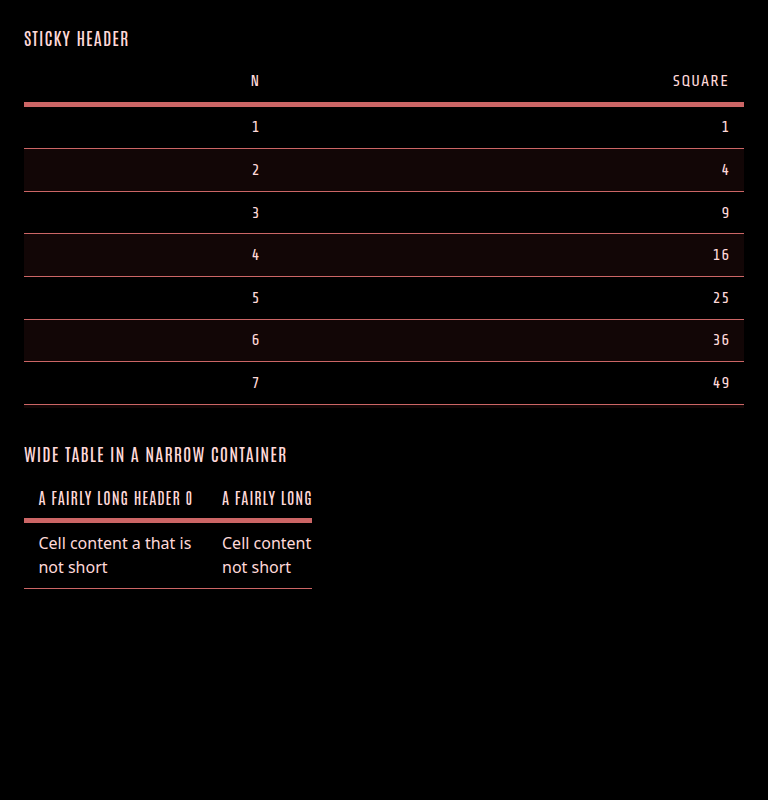 STICKY HEADER
N SQUARE
1 1
2 4
3 9
4 16
5 25
6 36
7 49
WIDE TABLE IN A NARROW CONTAINER
A FAIRLY LONG HEADER 0 A FAIRLY LONG
Cell content a that is Cell content
not short not short